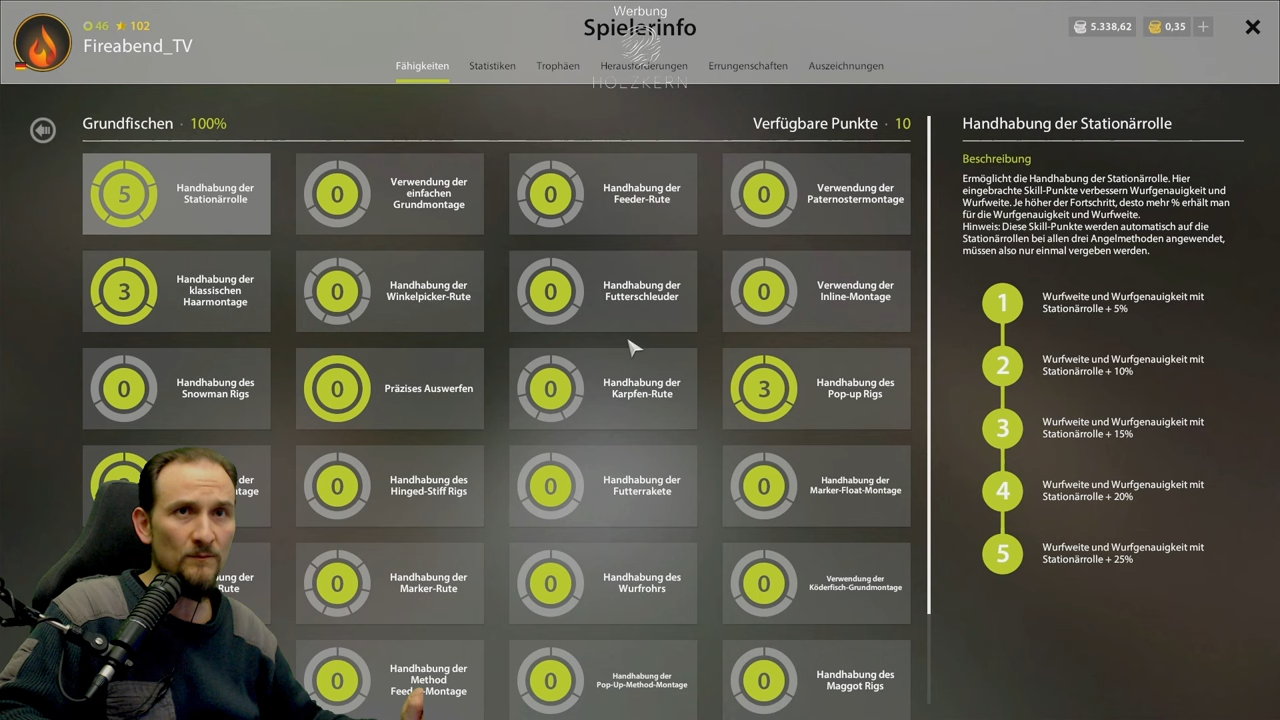 Werbung
46 102
Fireabend_TV
Spielerinfo
HOLZKERN
5.338,62
0,35
Fähigkeiten
Statistiken
Trophäen
Herausforderungen
Errungenschaften
Auszeichnungen
Grundfischen · 100%
Verfügbare Punkte · 10
5
Handhabung der
Stationärrolle
0
Verwendung der
einfachen
Grundmontage
0
Handhabung der
Feeder-Rute
0
Verwendung der
Paternostermontage
3
Handhabung der
klassischen
Haarmontage
0
Handhabung der
Winkelpicker-Rute
0
Handhabung der
Futterschleuder
0
Verwendung der
Inline-Montage
0
Handhabung des
Snowman Rigs
0
Präzises Auswerfen
0
Handhabung der
Karpfen-Rute
3
Handhabung des
Pop-up Rigs
0
Handhabung des
Hinged-Stiff Rigs
0
Handhabung der
Futterrakete
0
Handhabung der
Marker-Float-Montage
0
Handhabung der
Marker-Rute
0
Handhabung des
Wurfrohrs
0
Verwendung der
Köderfisch-Grundmontage
0
Handhabung der
Method
0
Handhabung der
Pop-Up-Method-Montage
0
Handhabung des
Maggot Rigs
Handhabung der Stationärrolle
Beschreibung
Ermöglicht die Handhabung der Stationärrolle. Hier
eingebrachte Skill-Punkte verbessern Wurfgenauigkeit und
Wurfweite. Je höher der Fortschritt, desto mehr % erhält man
für die Wurfgenauigkeit und Wurfweite.
Hinweis: Diese Skill-Punkte werden automatisch auf die
Stationärrollen bei allen drei Angelmethoden angewendet,
müssen also nur einmal vergeben werden.
1
Wurfweite und Wurfgenauigkeit mit
Stationärrolle + 5%
2
Wurfweite und Wurfgenauigkeit mit
Stationärrolle + 10%
3
Wurfweite und Wurfgenauigkeit mit
Stationärrolle + 15%
4
Wurfweite und Wurfgenauigkeit mit
Stationärrolle + 20%
5
Wurfweite und Wurfgenauigkeit mit
Stationärrolle + 25%